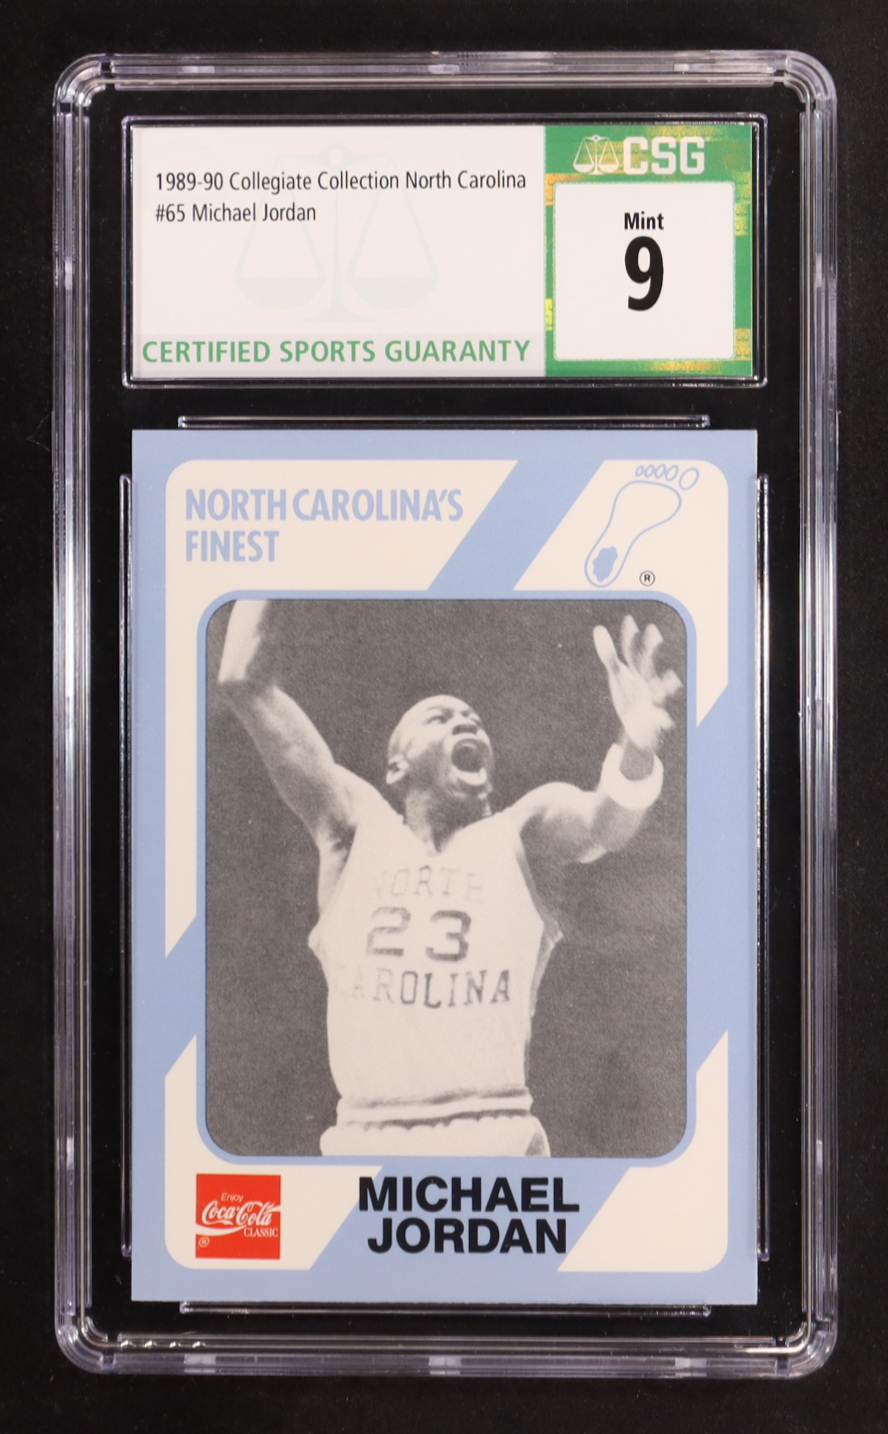 1989-90 Collegiate Collection North Carolina
#65 Michael Jordan
CERTIFIED SPORTS GUARANTY
CSG
Mint
9
NORTH CAROLINA'S
FINEST
®
NORTH
23
CAROLINA
Enjoy
Coca-Cola
CLASSIC
®
MICHAEL
JORDAN